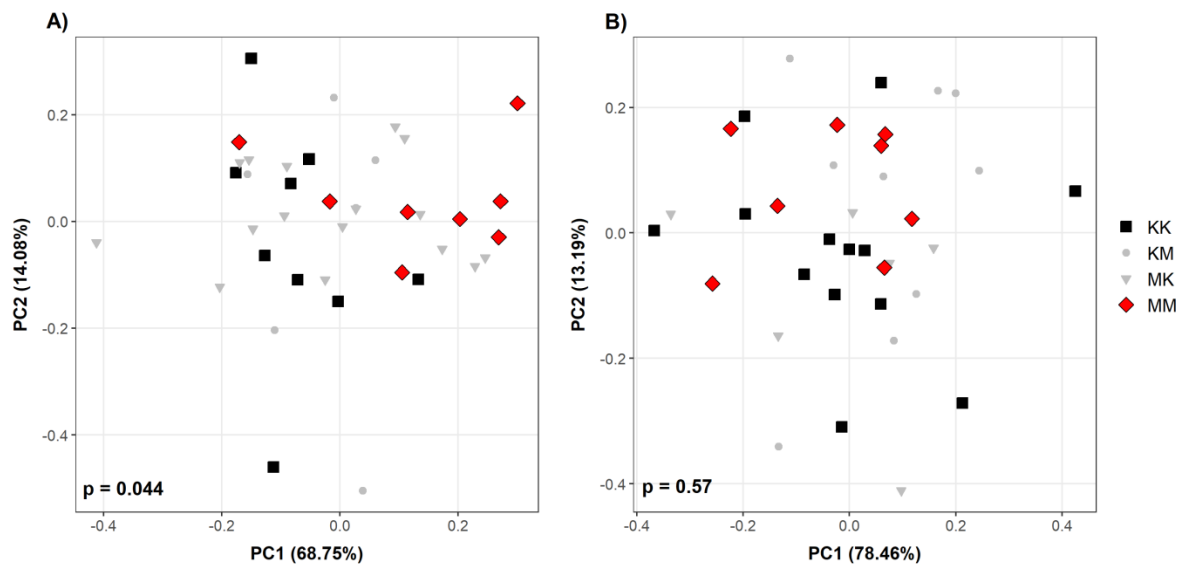 A)
B)
PC2 (14.08%)
0.2
0.0
-0.2
-0.4
p = 0.044
-0.4
-0.2
0.0
0.2
PC1 (68.75%)
PC2 (13.19%)
0.2
0.0
-0.2
-0.4
p = 0.57
-0.4
-0.2
0.0
0.2
0.4
PC1 (78.46%)
KK
KM
MK
MM